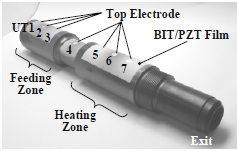 Top Electrode
UT1 2 3
4
5 6 7
BIT/PZT Film
Feeding
Zone
Heating
Zone
Exit